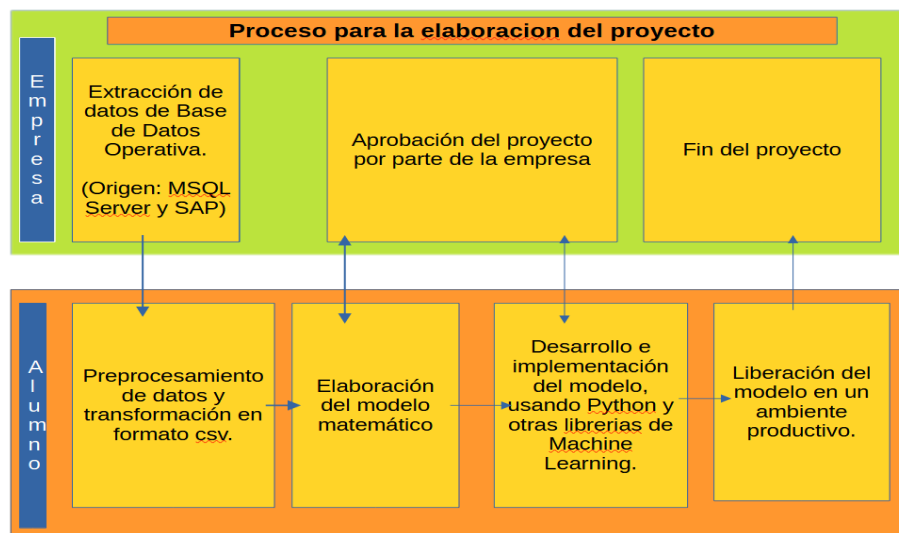 Proceso para la elaboracion del proyecto
Empresa
Extracción de
datos de Base
de Datos
Operativa.
(Origen: MSQL
Server y SAP)
Aprobación del proyecto
por parte de la empresa
Fin del proyecto
Alumno
Preprocesamiento
de datos y
transformación en
formato csv.
Elaboración
del modelo
matemático
Desarrollo e
implementación
del modelo,
usando Python y
otras librerias de
Machine
Learning.
Liberación del
modelo en un
ambiente
productivo.